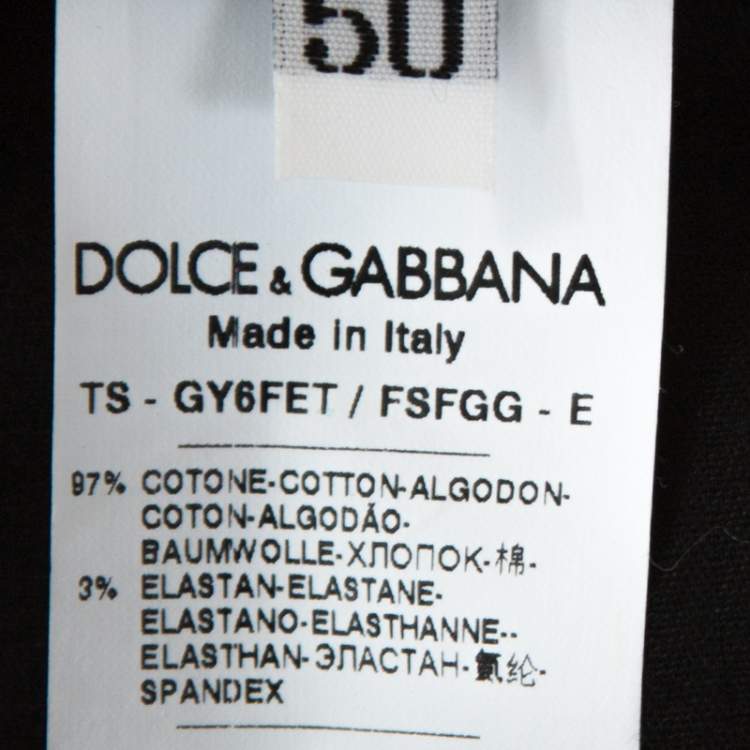 50
DOLCE & GABBANA
Made in Italy
TS - GY6FET / FSFGG - E
97% COTONE-COTTON-ALGODON-
COTON-ALGODÃO-
BAUMWOLLE-ХЛОПОК-棉-
3% ELASTAN-ELASTANE-
ELASTANO-ELASTHANNE--
ELASTHAN-ЭЛАСТАН-氨纶-
SPANDEX